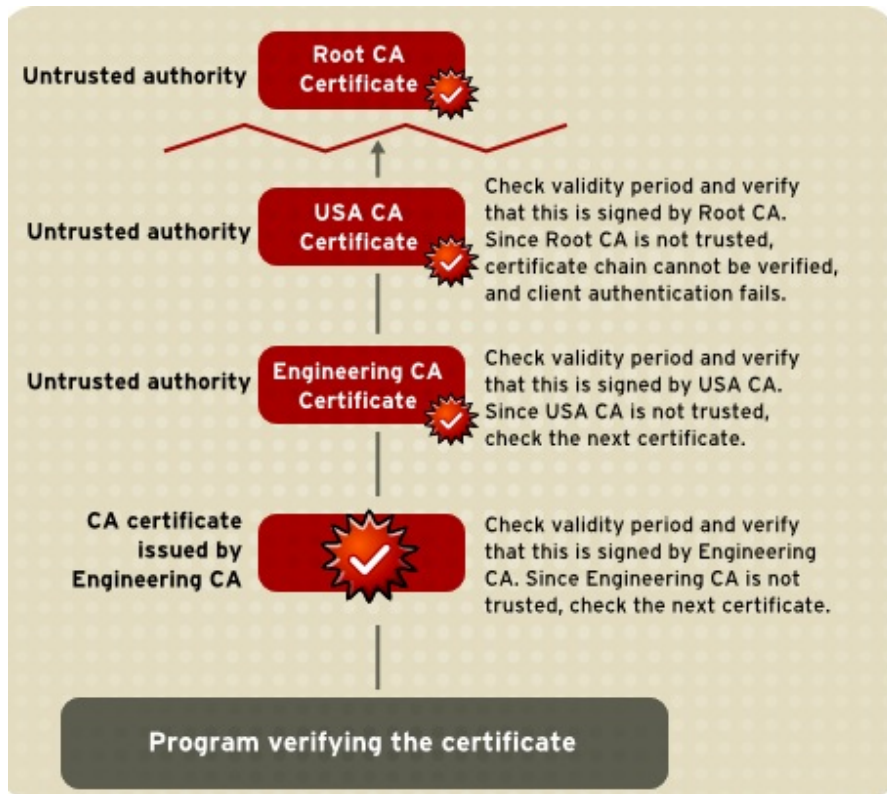 Root CA
Certificate
Untrusted authority
USA CA
Certificate
Untrusted authority
Check validity period and verify
that this is signed by Root CA.
Since Root CA is not trusted,
certificate chain cannot be verified,
and client authentication fails.
Engineering CA
Certificate
Untrusted authority
Check validity period and verify
that this is signed by USA CA.
Since USA CA is not trusted,
check the next certificate.
CA certificate
issued by
Engineering CA
Check validity period and verify
that this is signed by Engineering
CA. Since Engineering CA is not
trusted, check the next certificate.
Program verifying the certificate